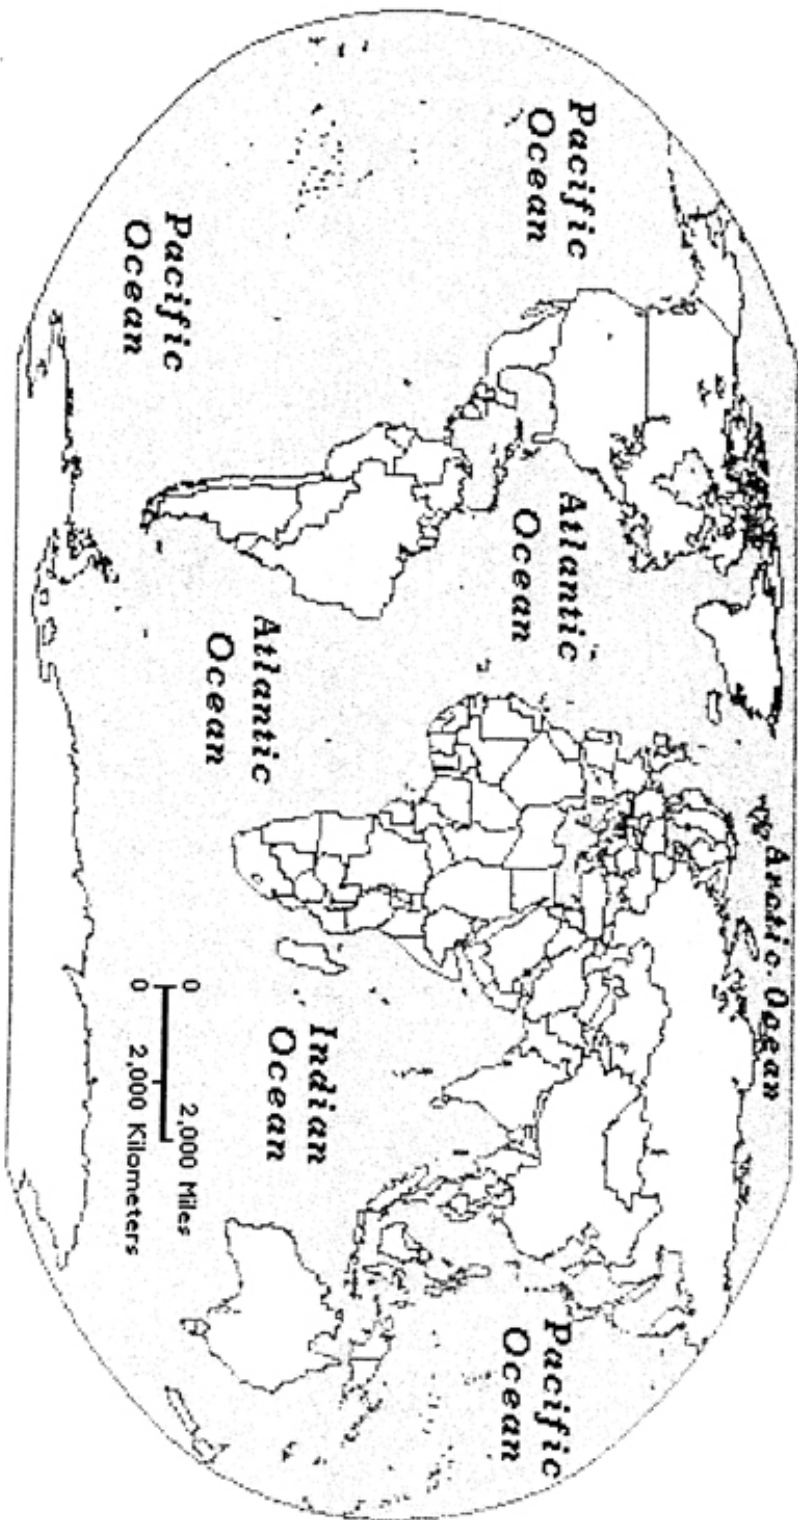 Arctic Ocean
Pacific
Ocean
Atlantic
Ocean
Pacific
Ocean
Pacific
Ocean
Atlantic
Ocean
Indian
Ocean
0 2,000 Miles
0 2,000 Kilometers